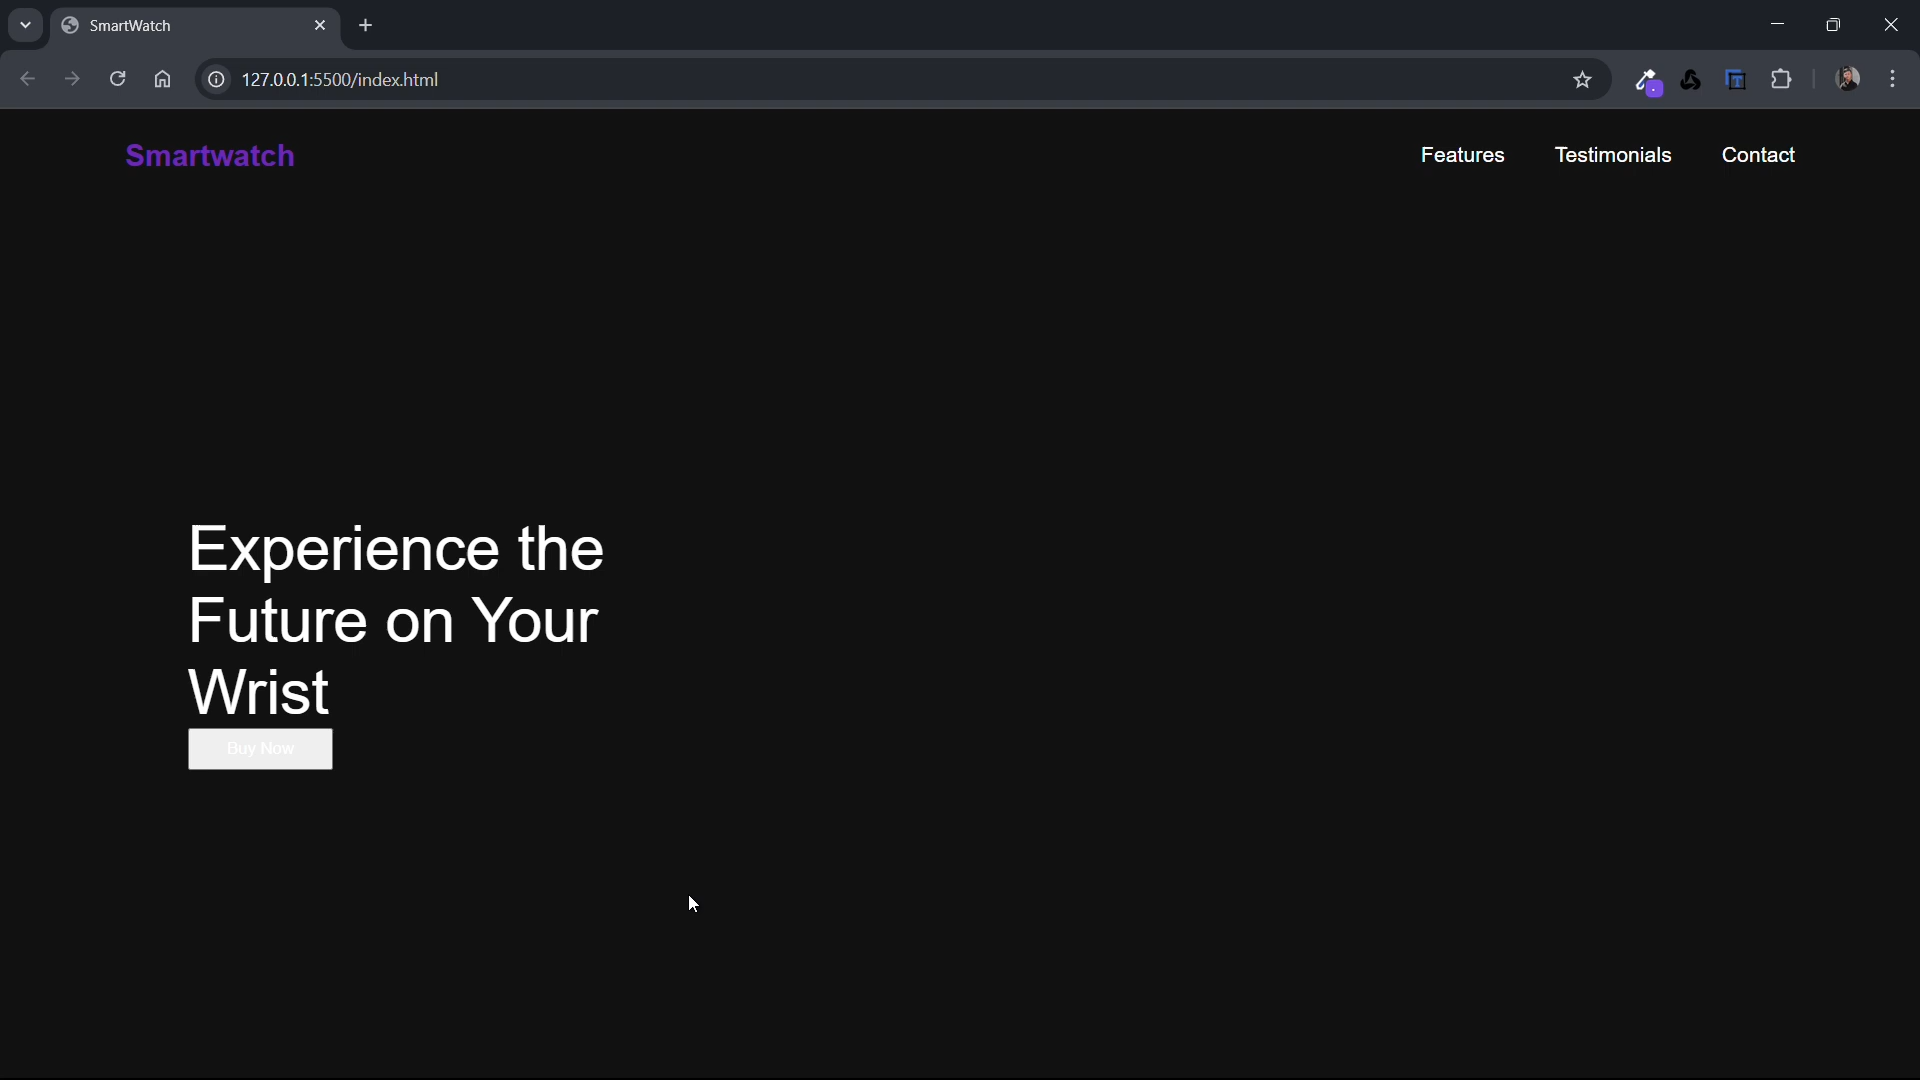 SmartWatch
127.0.0.1:5500/index.html
Smartwatch
Features
Testimonials
Contact
Experience the
Future on Your
Wrist
Buy Now